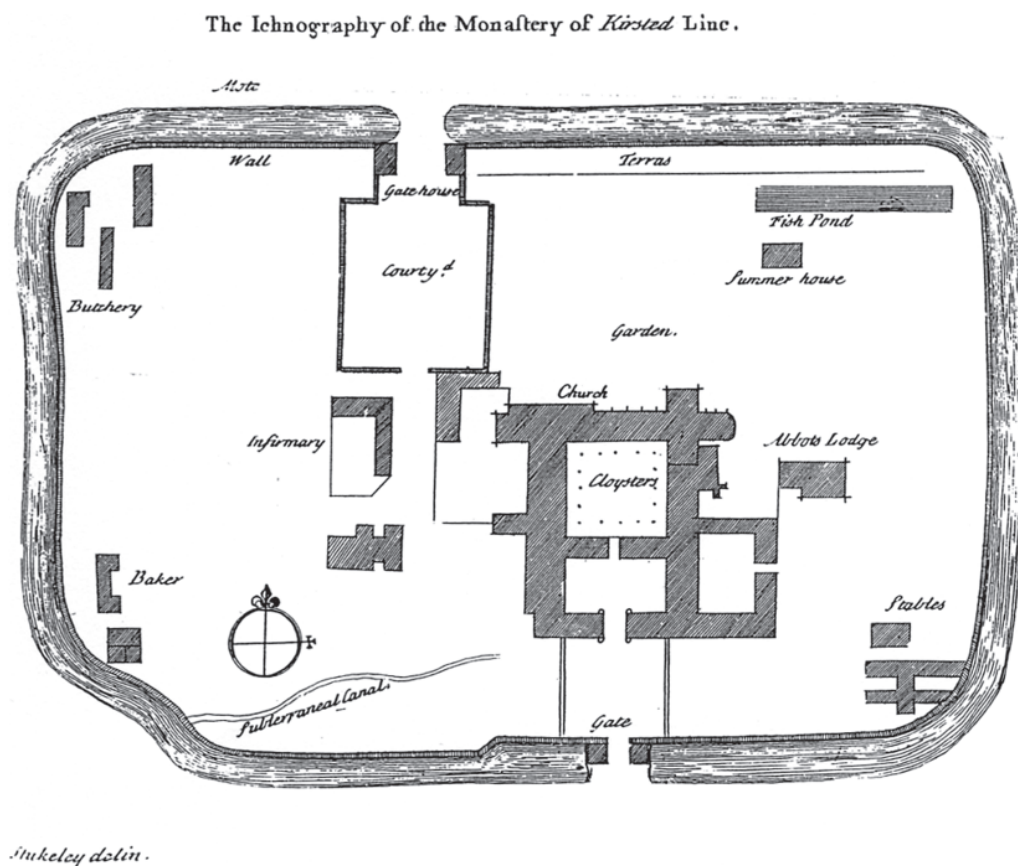 The Ichnography of the Monaſtery of Kirsted Linc.
Mote
Wall
Terras
Gate house
Fish Pond
Courty.d
Summer house
Butchery
Garden.
Church
Infirmary
Abbots Lodge
Cloysters
Baker
Stables
Subterraneal Canal.
Gate
Stukeley delin.